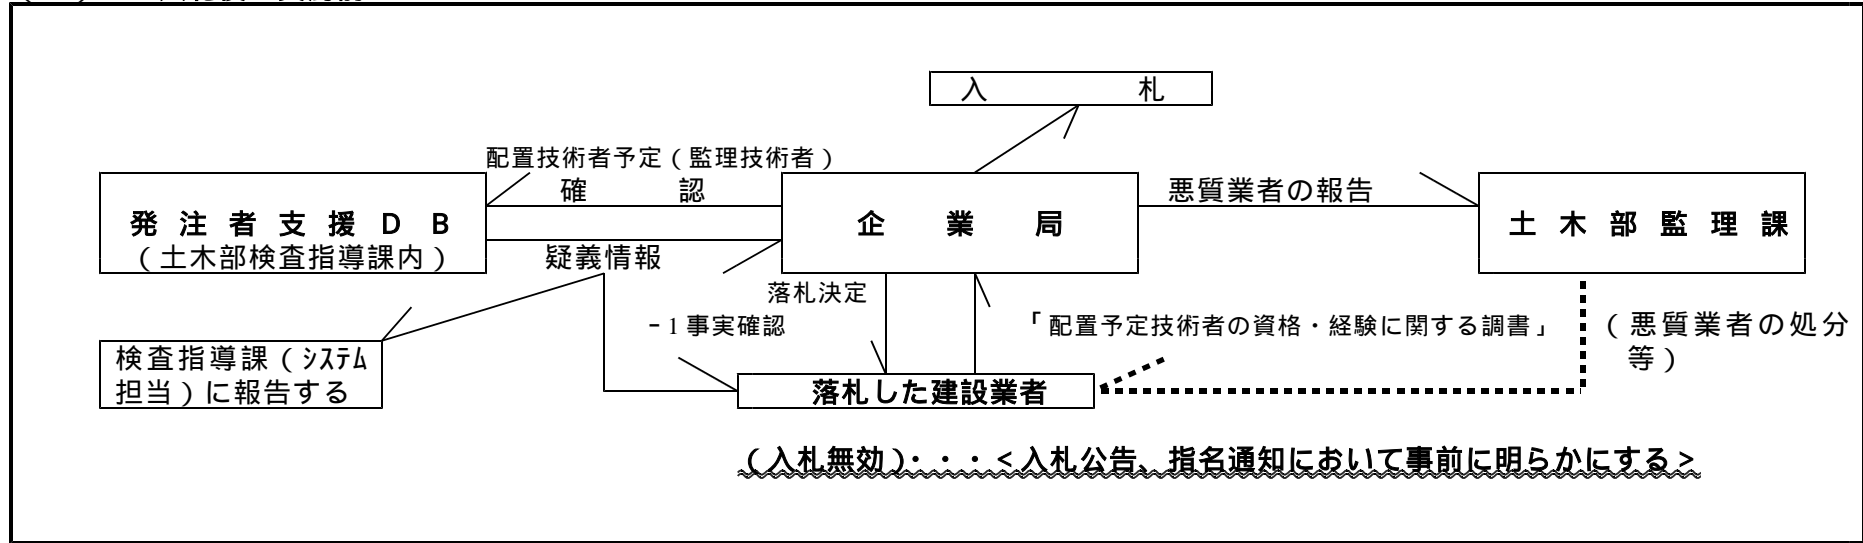 入 札
配置技術者予定(監理技術者)
確 認
悪質業者の報告
発注者支援DB
(土木部検査指導課内)
企 業 局
土木部監理課
疑義情報
落札決定
-1事実確認
「配置予定技術者の資格・経験に関する調書」
(悪質業者の処分
等)
検査指導課(システム
担当)に報告する
落札した建設業者
(入札無効)・・・<入札公告、指名通知において事前に明らかにする>